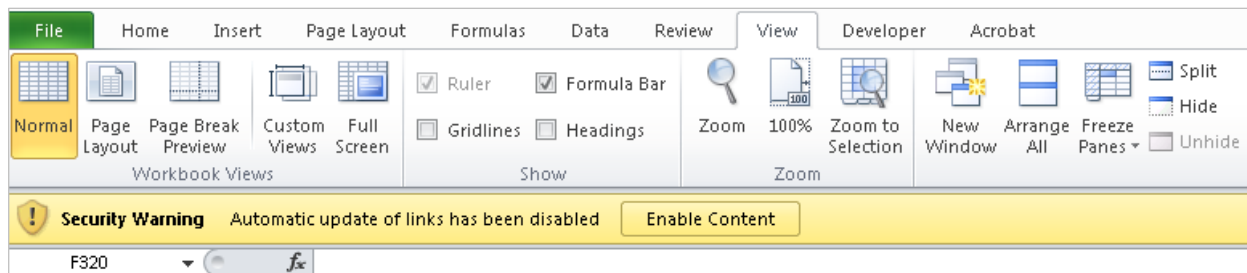 File Home Insert Page Layout Formulas Data Review View Developer Acrobat
Normal Page Layout Page Break Preview Custom Views Full Screen
Ruler Formula Bar
Gridlines Headings
Zoom 100% Zoom to Selection
100
New Window Arrange All Freeze Panes
Split
Hide
Unhide
Workbook Views Show Zoom
Security Warning Automatic update of links has been disabled Enable Content
F320 fx